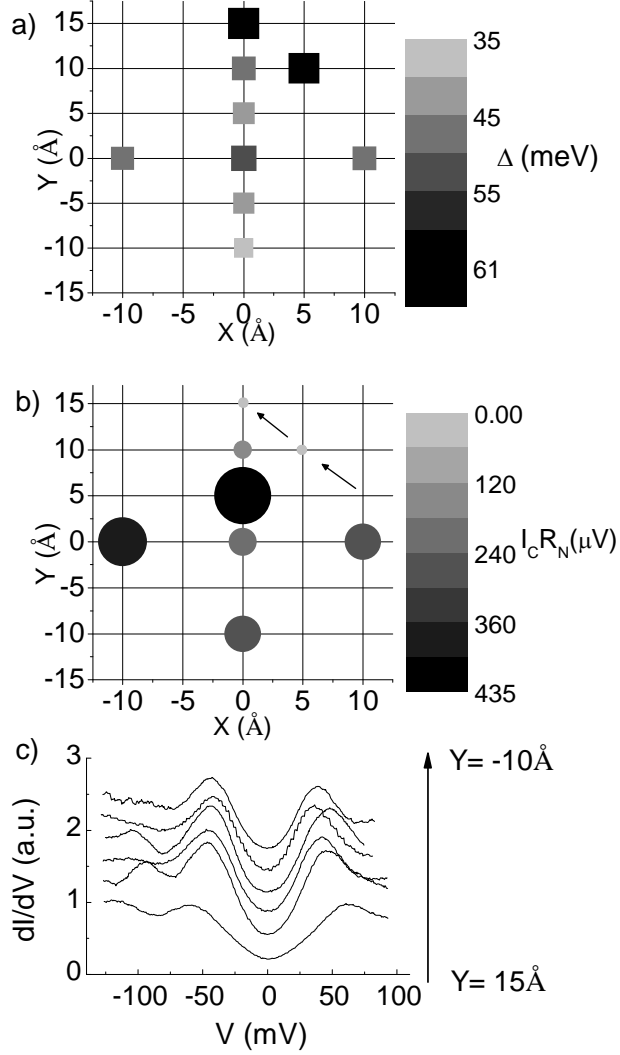 a)
15
10
5
0
-5
-10
-15
Y (Å)
-10 -5 0 5 10
X (Å)
35
45
Δ (meV)
55
61
b)
15
10
5
0
-5
-10
-15
Y (Å)
-10 -5 0 5 10
X (Å)
0.00
120
240
I_C R_N(μV)
360
435
c)
3
2
1
0
dI/dV (a.u.)
-100 -50 0 50 100
V (mV)
Y= -10Å
Y= 15Å